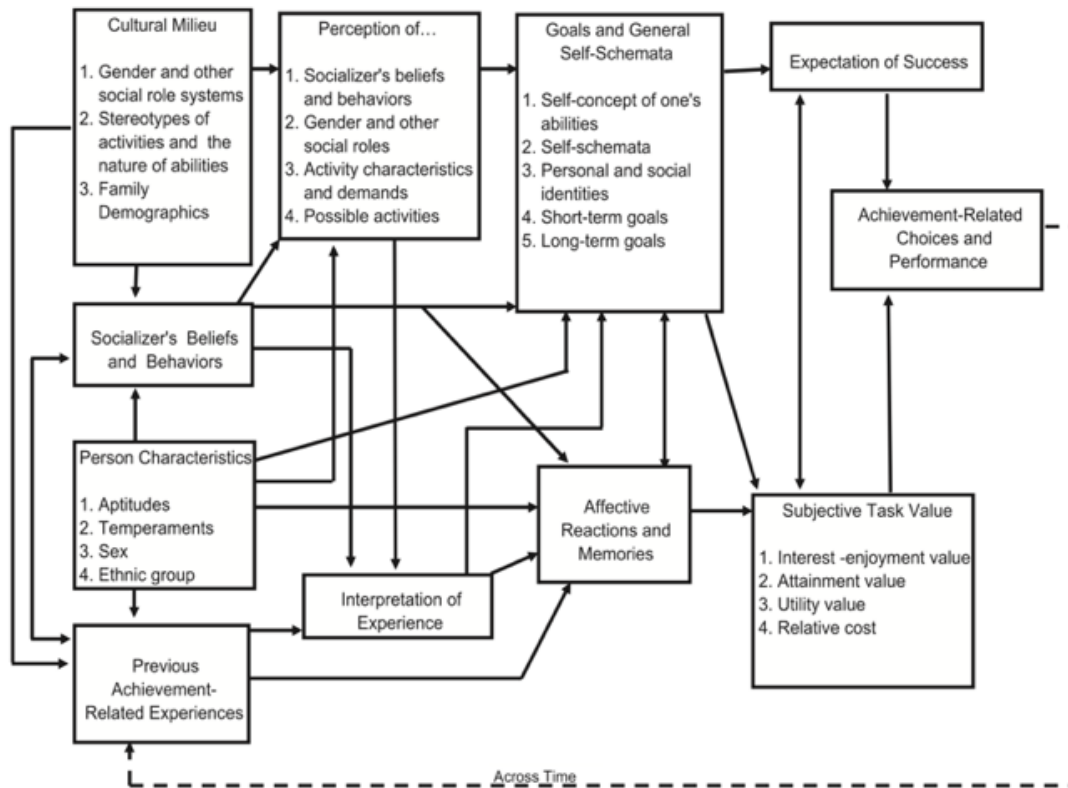 Cultural Milieu
1. Gender and other
social role systems
2. Stereotypes of
activities and the
nature of abilities
3. Family
Demographics
Perception of…
1. Socializer's beliefs
and behaviors
2. Gender and other
social roles
3. Activity characteristics
and demands
4. Possible activities
Goals and General
Self-Schemata
1. Self-concept of one's
abilities
2. Self-schemata
3. Personal and social
identities
4. Short-term goals
5. Long-term goals
Expectation of Success
Achievement-Related
Choices and
Performance
Socializer's Beliefs
and Behaviors
Person Characteristics
1. Aptitudes
2. Temperaments
3. Sex
4. Ethnic group
Affective
Reactions and
Memories
Subjective Task Value
1. Interest -enjoyment value
2. Attainment value
3. Utility value
4. Relative cost
Interpretation of
Experience
Previous
Achievement-
Related Experiences
Across Time